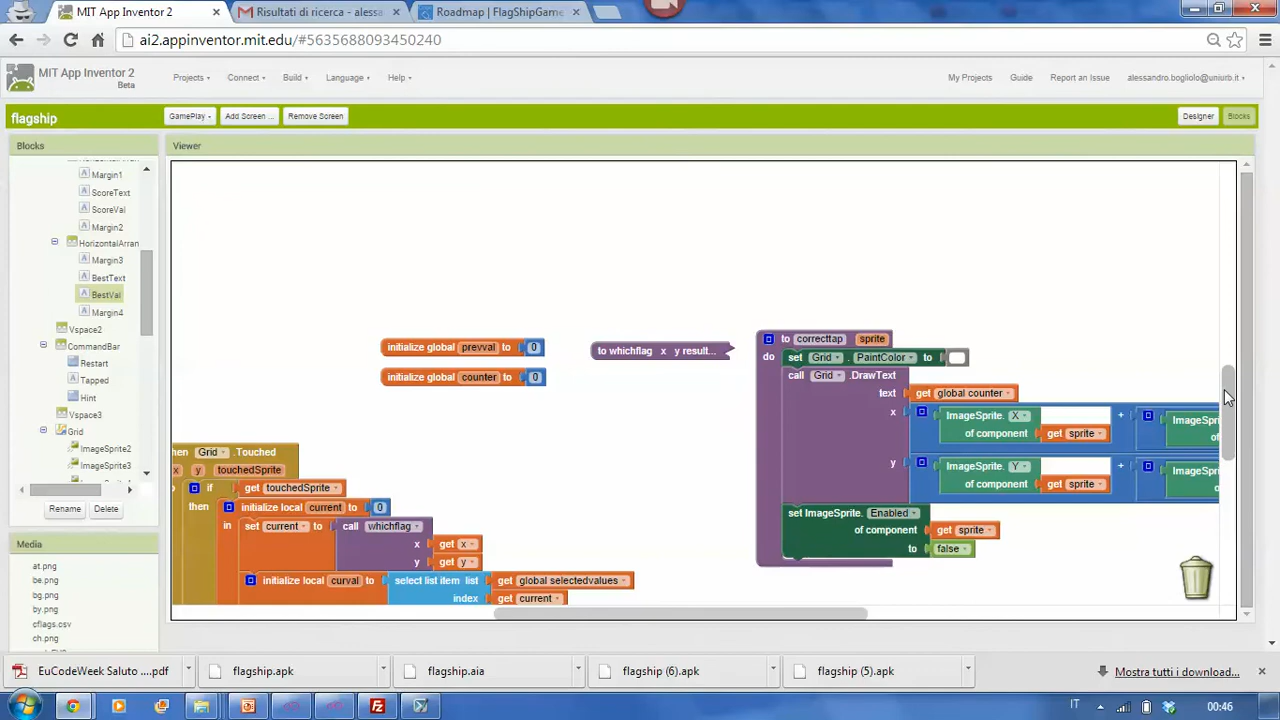 MIT App Inventor 2
Risultati di ricerca - alessa
Roadmap | FlagShipGame
ai2.appinventor.mit.edu/#5635688093450240
MIT App Inventor 2
Beta
Projects
Connect
Build
Language
Help
My Projects
Guide
Report an Issue
alessandro.bogliolo@uniurb.it
flagship
GamePlay
Add Screen ...
Remove Screen
Designer
Blocks
Blocks
Viewer
Margin1
ScoreText
ScoreVal
Margin2
HorizontalArran
Margin3
BestText
BestVal
Margin4
Vspace2
CommandBar
Restart
Tapped
Hint
Vspace3
Grid
ImageSprite2
ImageSprite3
Rename
Delete
Media
at.png
be.png
bg.png
by.png
cflags.csv
ch.png
initialize global prevval to 0
initialize global counter to 0
to whichflag x y result...
to correcttap sprite
do set Grid . PaintColor to
call Grid .DrawText
text get global counter
x ImageSprite. X + ImageSpri
of component get sprite of
y ImageSprite. Y + ImageSpri
of component get sprite of
set ImageSprite. Enabled
of component get sprite
to false
hen Grid .Touched
x y touchedSprite
if get touchedSprite
then initialize local current to 0
in set current to call whichflag
x get x
y get y
initialize local curval to select list item list get global selectedvalues
index get current
EuCodeWeek Saluto ....pdf
flagship.apk
flagship.aia
flagship (6).apk
flagship (5).apk
Mostra tutti i download...
IT
00:46